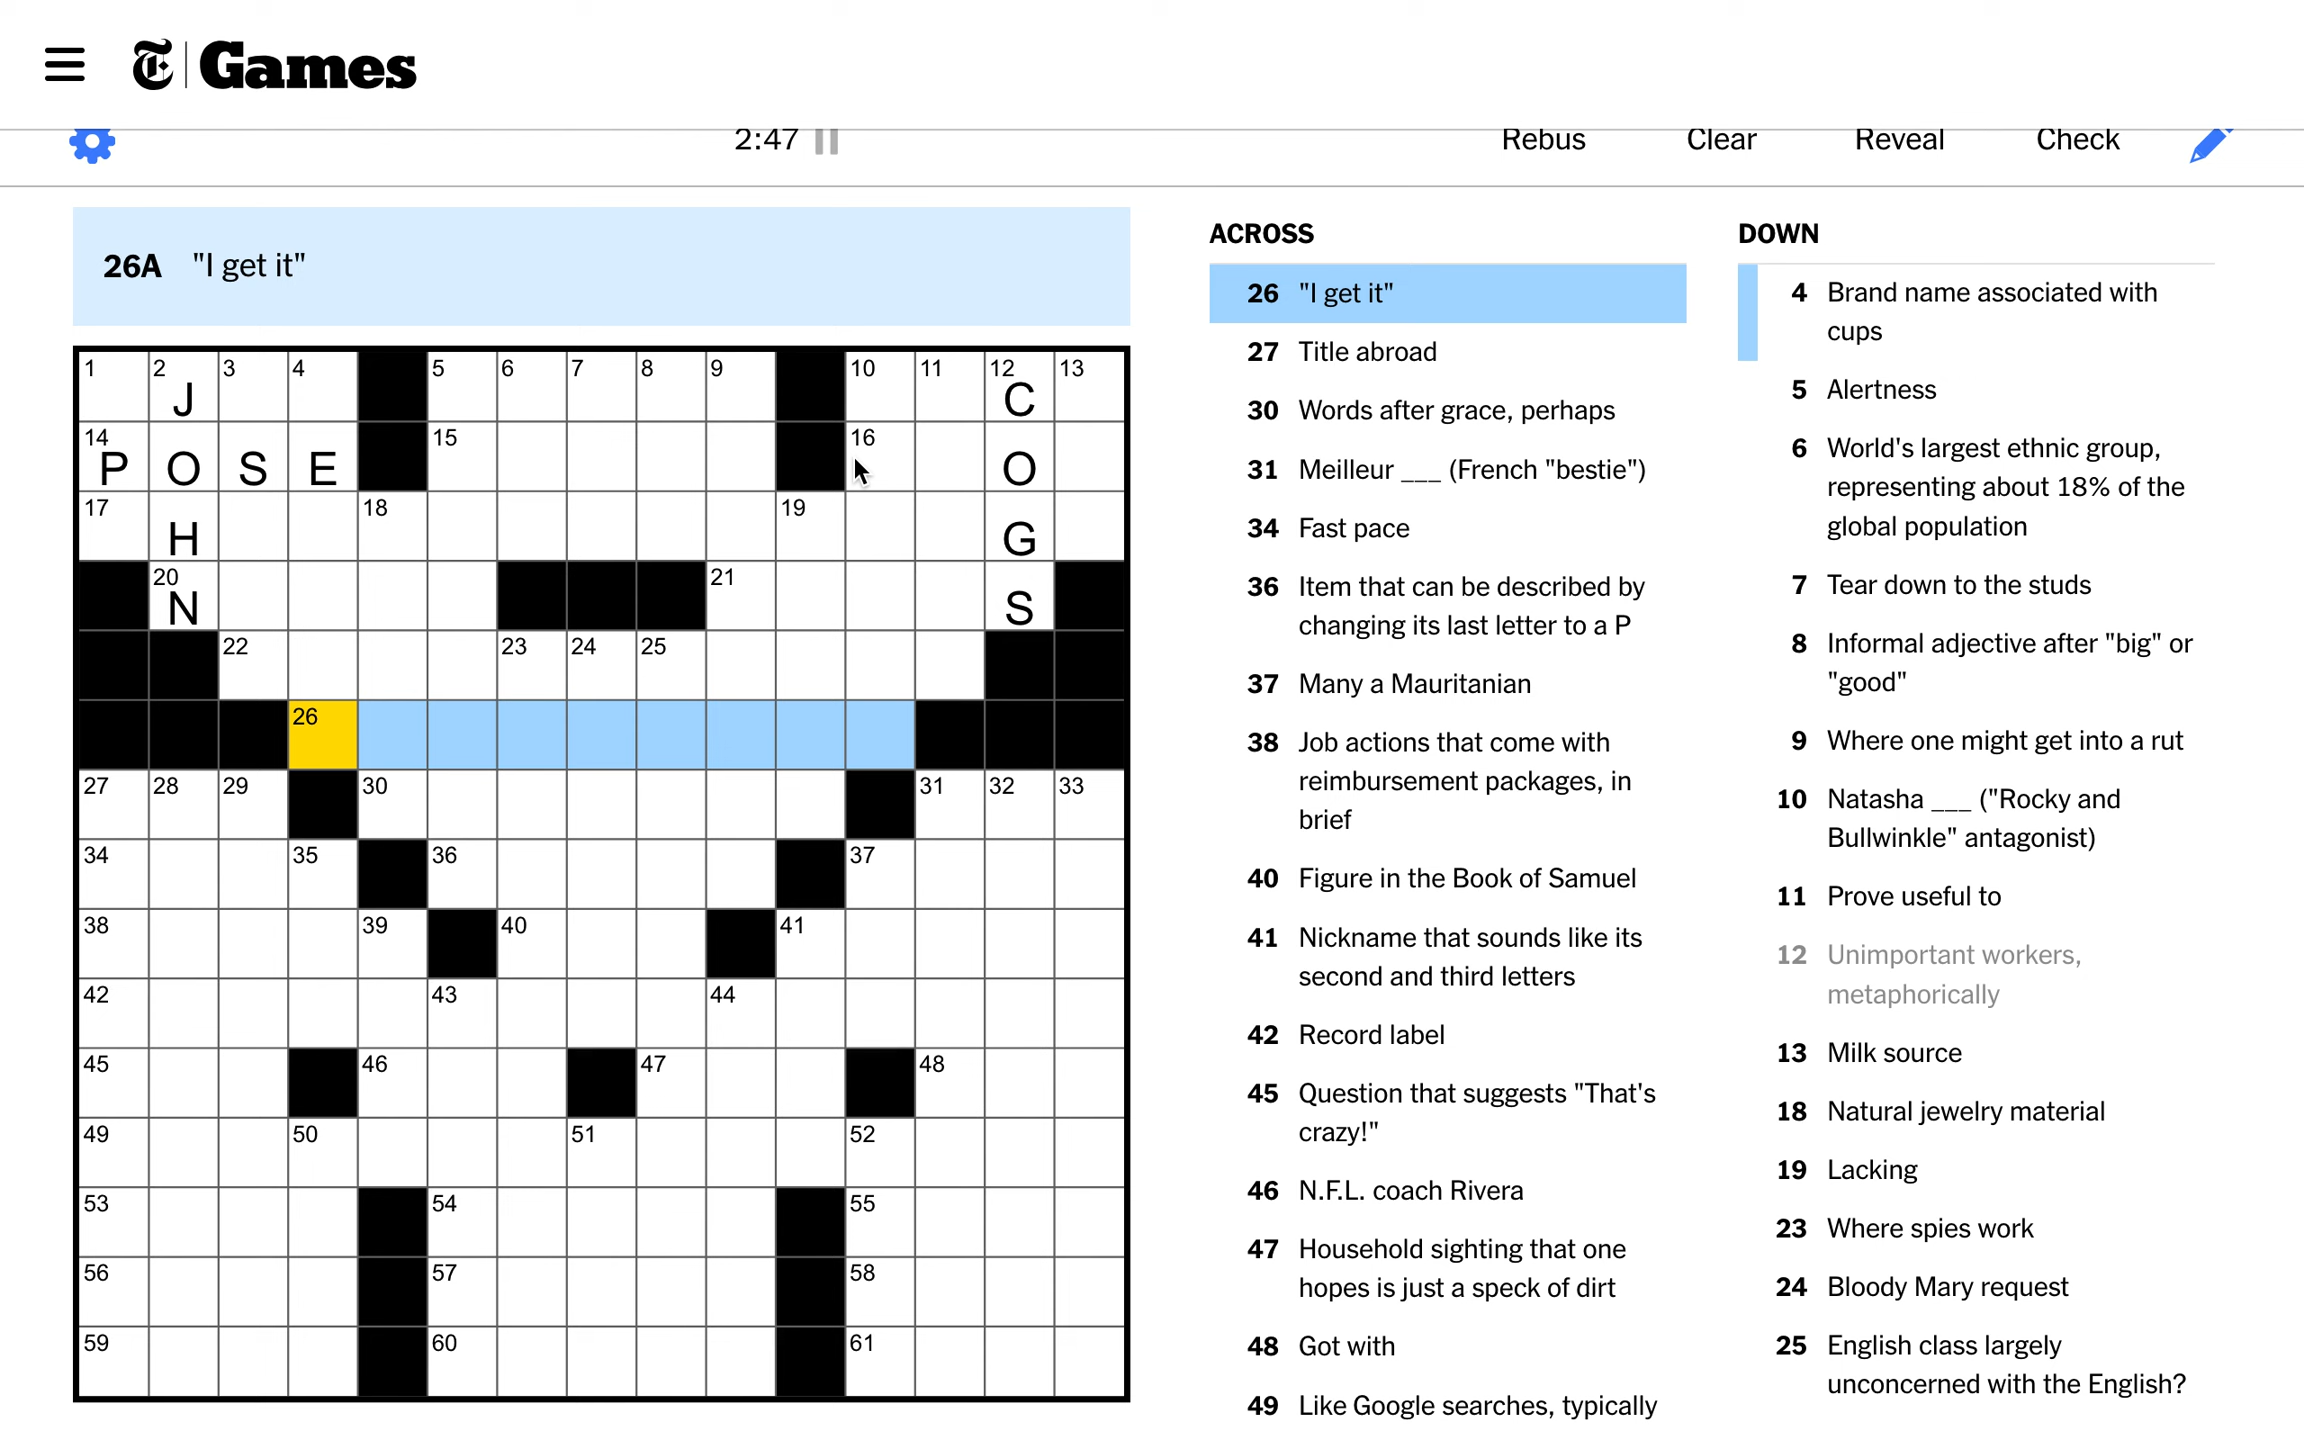 T Games
2:47
Rebus Clear Reveal Check
26A "I get it"
1 2 3 4 5 6 7 8 9 10 11 12 13
J C
14 15 16
P O S E O
17 18 19
H G
20 21
N S
22 23 24 25
26
27 28 29 30 31 32 33
34 35 36 37
38 39 40 41
42 43 44
45 46 47 48
49 50 51 52
53 54 55
56 57 58
59 60 61
ACROSS
26 "I get it"
27 Title abroad
30 Words after grace, perhaps
31 Meilleur ___ (French "bestie")
34 Fast pace
36 Item that can be described by
changing its last letter to a P
37 Many a Mauritanian
38 Job actions that come with
reimbursement packages, in
brief
40 Figure in the Book of Samuel
41 Nickname that sounds like its
second and third letters
42 Record label
45 Question that suggests "That's
crazy!"
46 N.F.L. coach Rivera
47 Household sighting that one
hopes is just a speck of dirt
48 Got with
49 Like Google searches, typically
DOWN
4 Brand name associated with
cups
5 Alertness
6 World's largest ethnic group,
representing about 18% of the
global population
7 Tear down to the studs
8 Informal adjective after "big" or
"good"
9 Where one might get into a rut
10 Natasha ___ ("Rocky and
Bullwinkle" antagonist)
11 Prove useful to
12 Unimportant workers,
metaphorically
13 Milk source
18 Natural jewelry material
19 Lacking
23 Where spies work
24 Bloody Mary request
25 English class largely
unconcerned with the English?